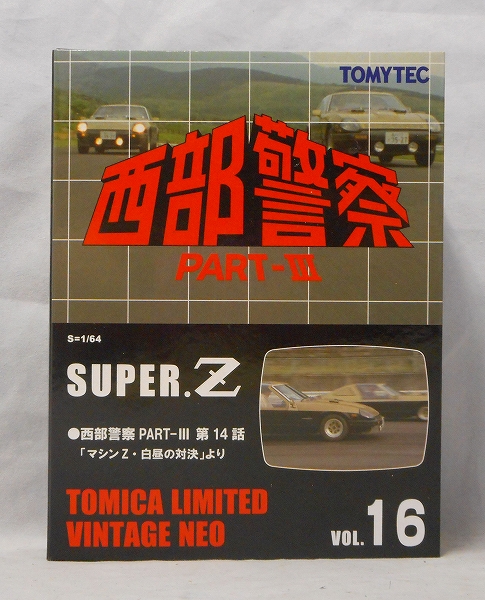 TOMYTEC
西部警察
PART-III
S=1/64
SUPER.Z
●西部警察 PART-III 第14話
「マシンZ・白昼の対決」より
TOMICA LIMITED
VINTAGE NEO
VOL.16